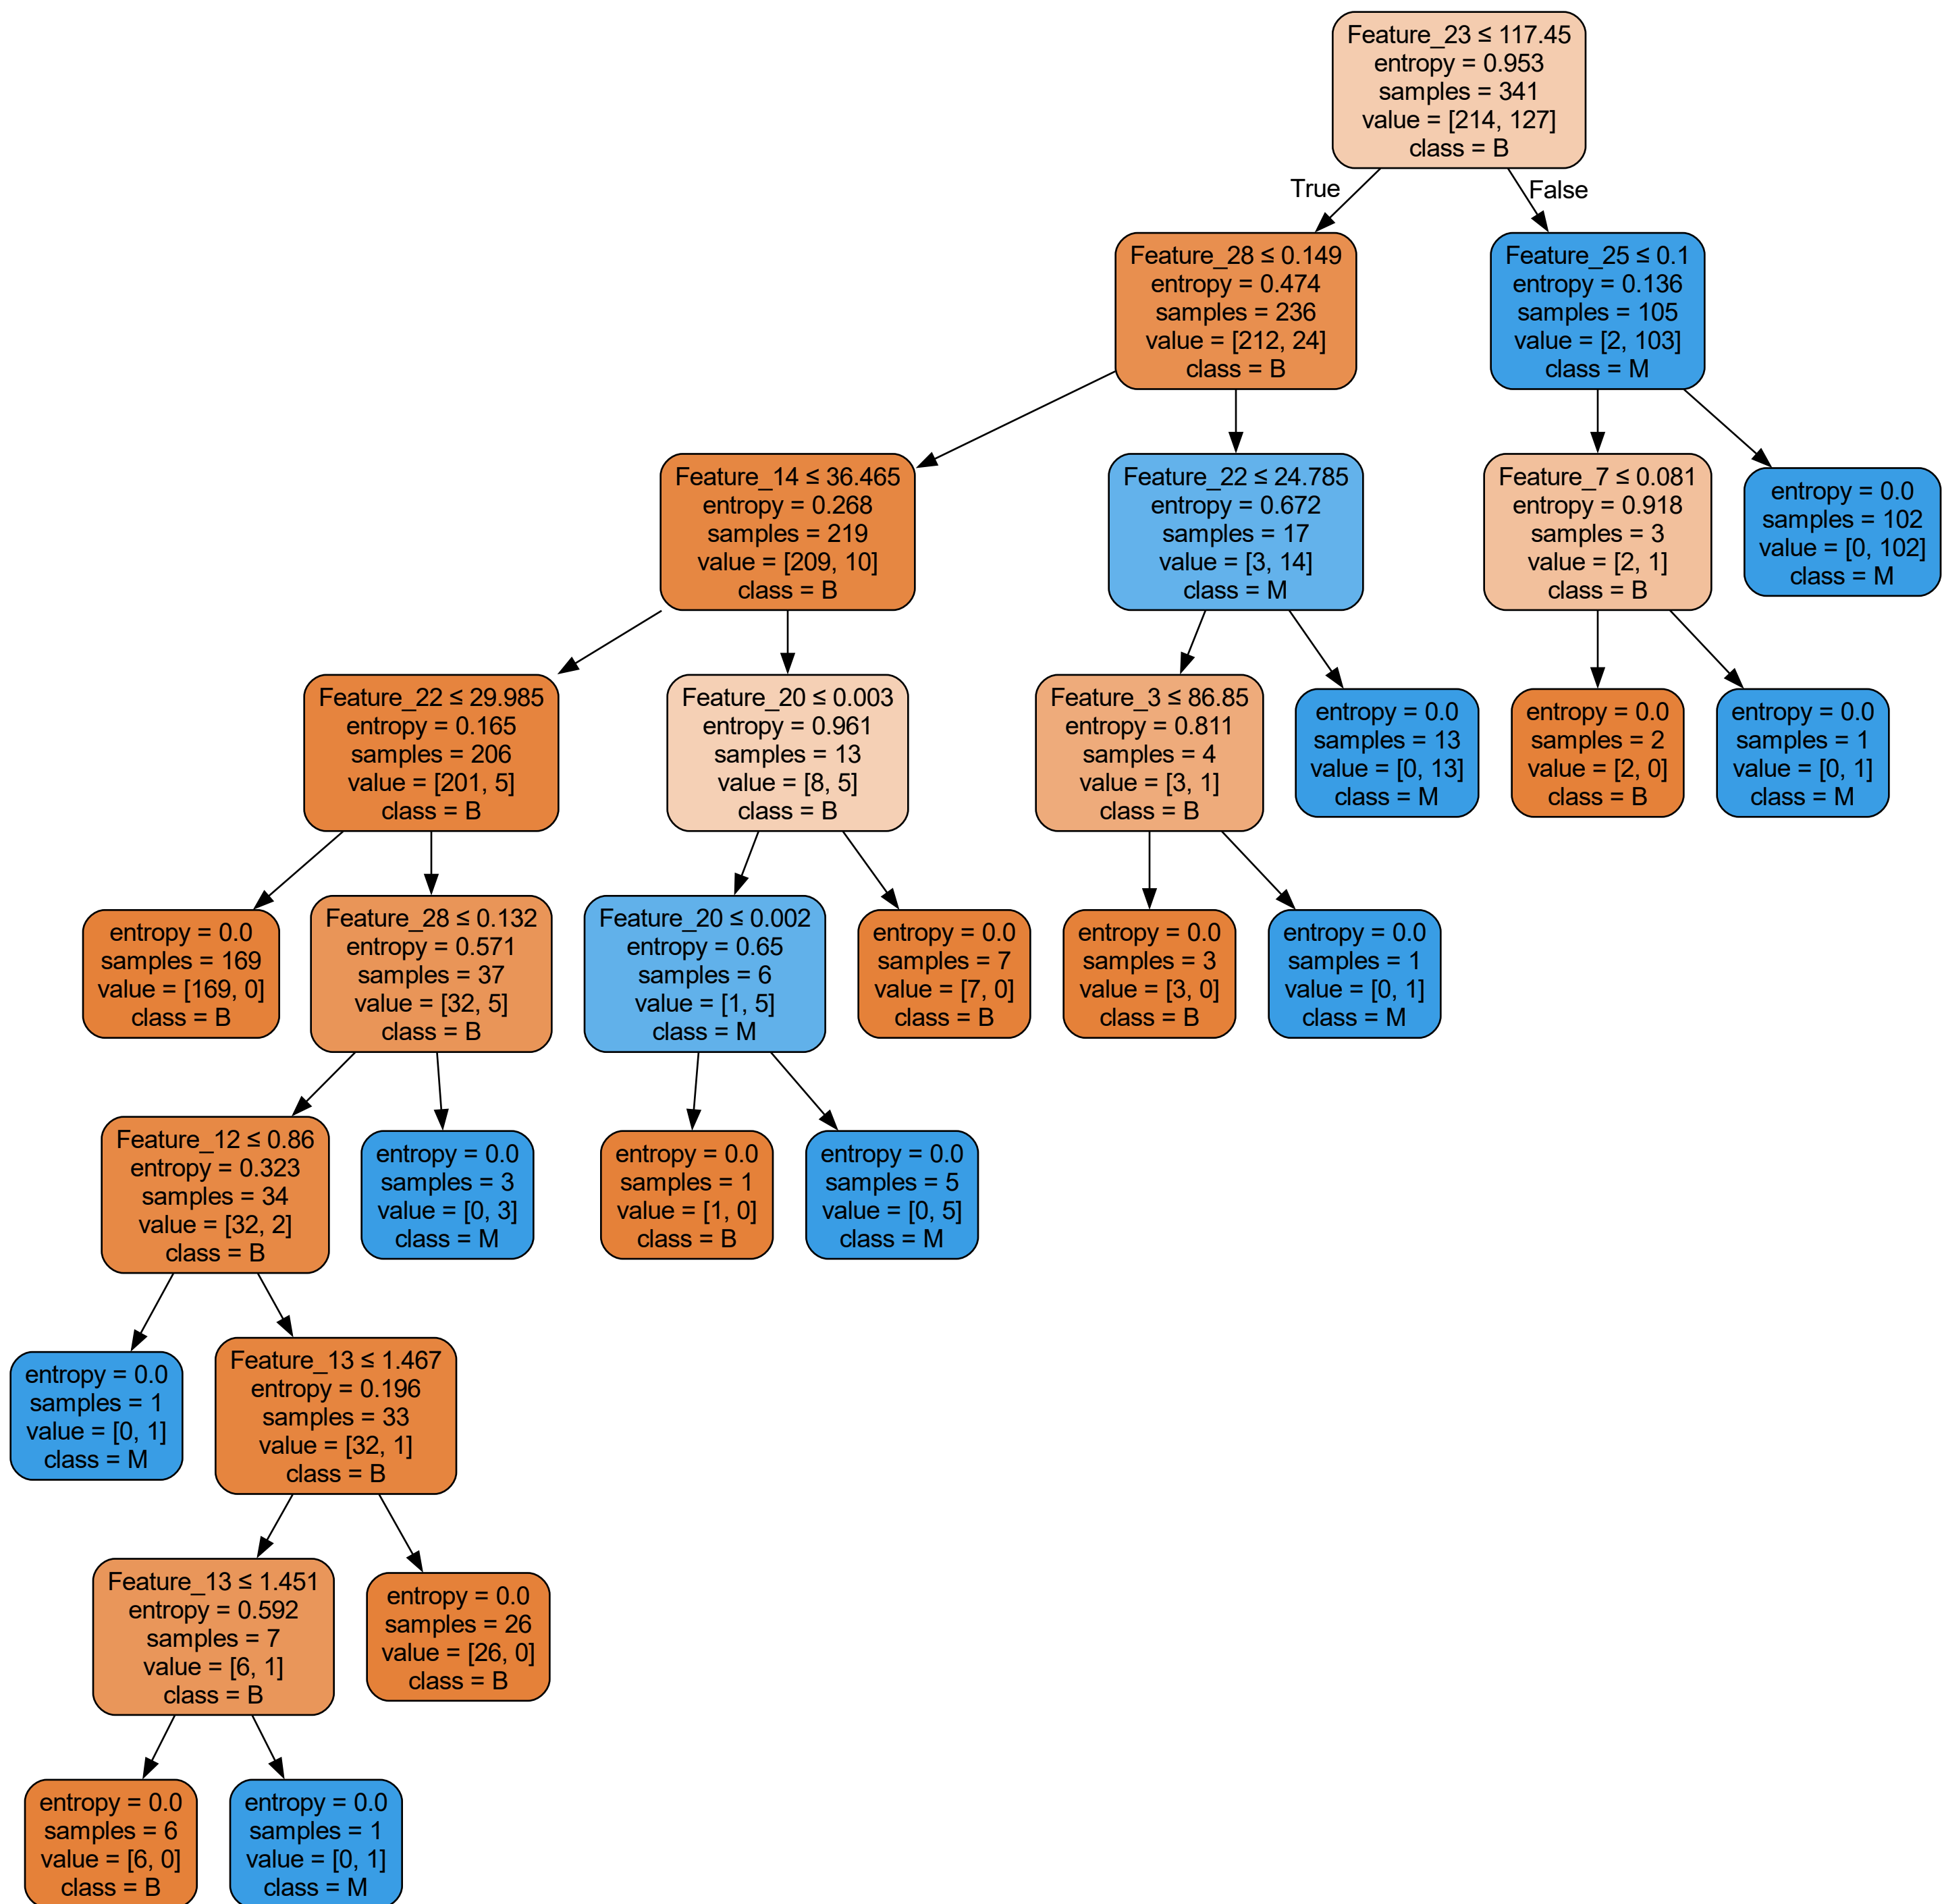 Feature_23 ≤ 117.45
entropy = 0.953
samples = 341
value = [214, 127]
class = B
True
False
Feature_28 ≤ 0.149
entropy = 0.474
samples = 236
value = [212, 24]
class = B
Feature_25 ≤ 0.1
entropy = 0.136
samples = 105
value = [2, 103]
class = M
Feature_14 ≤ 36.465
entropy = 0.268
samples = 219
value = [209, 10]
class = B
Feature_22 ≤ 24.785
entropy = 0.672
samples = 17
value = [3, 14]
class = M
Feature_7 ≤ 0.081
entropy = 0.918
samples = 3
value = [2, 1]
class = B
entropy = 0.0
samples = 102
value = [0, 102]
class = M
Feature_22 ≤ 29.985
entropy = 0.165
samples = 206
value = [201, 5]
class = B
Feature_20 ≤ 0.003
entropy = 0.961
samples = 13
value = [8, 5]
class = B
Feature_3 ≤ 86.85
entropy = 0.811
samples = 4
value = [3, 1]
class = B
entropy = 0.0
samples = 13
value = [0, 13]
class = M
entropy = 0.0
samples = 2
value = [2, 0]
class = B
entropy = 0.0
samples = 1
value = [0, 1]
class = M
entropy = 0.0
samples = 169
value = [169, 0]
class = B
Feature_28 ≤ 0.132
entropy = 0.571
samples = 37
value = [32, 5]
class = B
Feature_20 ≤ 0.002
entropy = 0.65
samples = 6
value = [1, 5]
class = M
entropy = 0.0
samples = 7
value = [7, 0]
class = B
entropy = 0.0
samples = 3
value = [3, 0]
class = B
entropy = 0.0
samples = 1
value = [0, 1]
class = M
Feature_12 ≤ 0.86
entropy = 0.323
samples = 34
value = [32, 2]
class = B
entropy = 0.0
samples = 3
value = [0, 3]
class = M
entropy = 0.0
samples = 1
value = [1, 0]
class = B
entropy = 0.0
samples = 5
value = [0, 5]
class = M
entropy = 0.0
samples = 1
value = [0, 1]
class = M
Feature_13 ≤ 1.467
entropy = 0.196
samples = 33
value = [32, 1]
class = B
Feature_13 ≤ 1.451
entropy = 0.592
samples = 7
value = [6, 1]
class = B
entropy = 0.0
samples = 26
value = [26, 0]
class = B
entropy = 0.0
samples = 6
value = [6, 0]
class = B
entropy = 0.0
samples = 1
value = [0, 1]
class = M